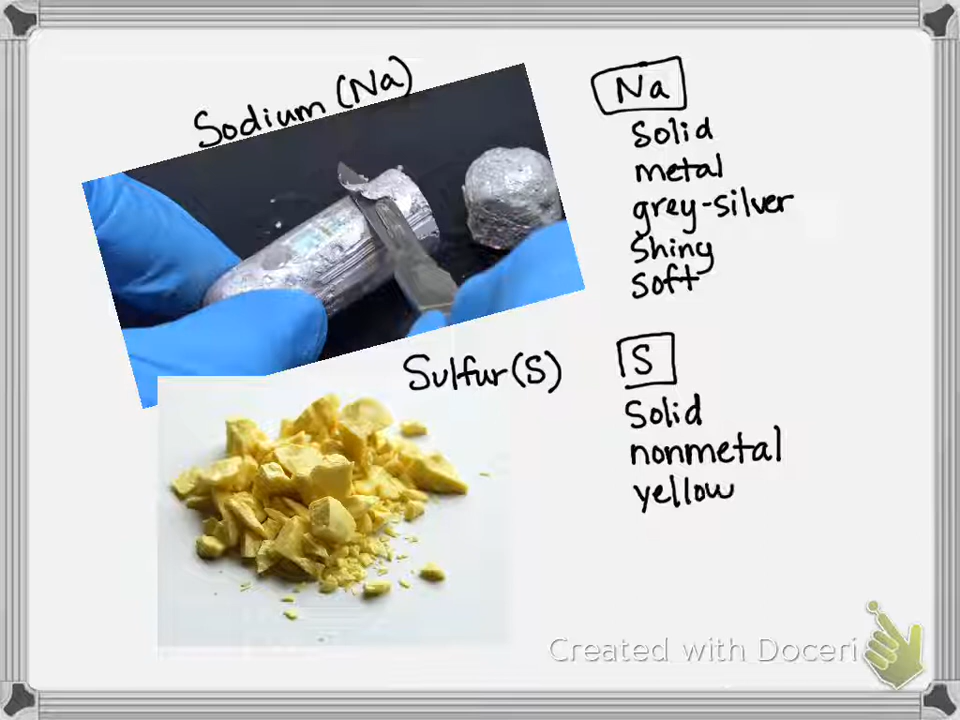 Sodium (Na)
Na
Solid
metal
grey-silver
Shiny
Soft
Sulfur (S)
S
Solid
nonmetal
yellow
Created with Doceri